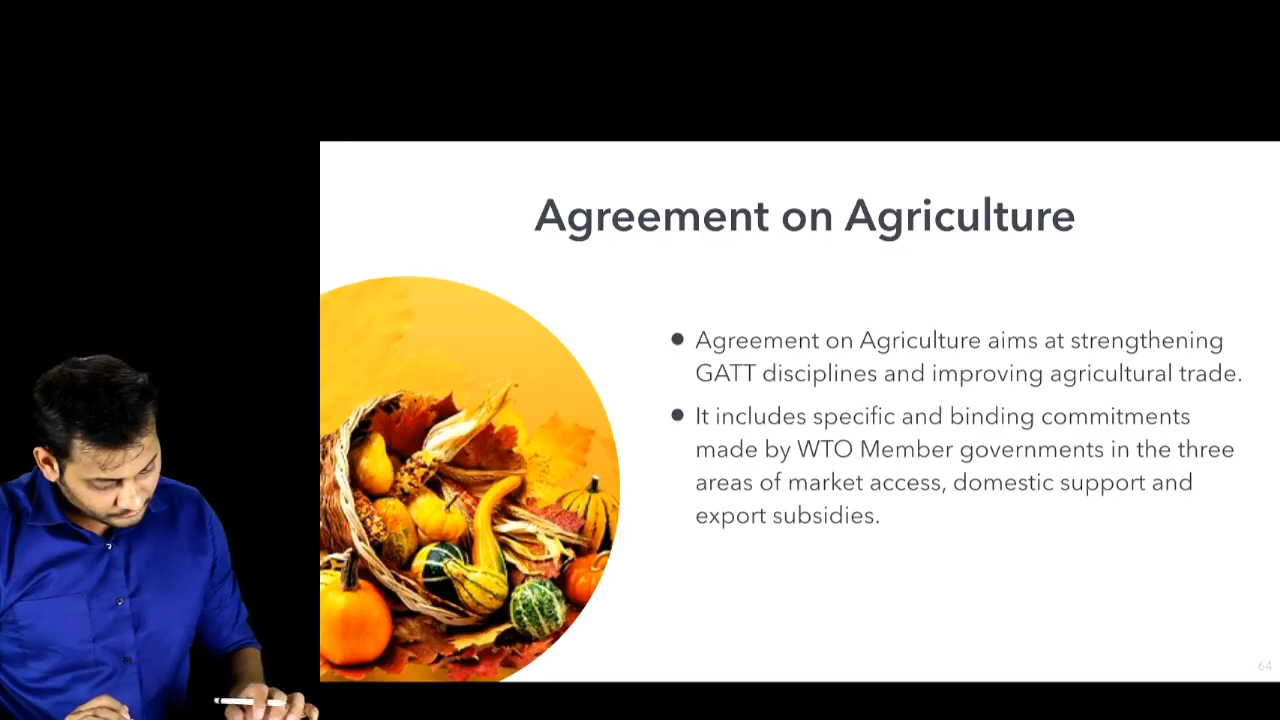 Agreement on Agriculture
● Agreement on Agriculture aims at strengthening
GATT disciplines and improving agricultural trade.
● It includes specific and binding commitments
made by WTO Member governments in the three
areas of market access, domestic support and
export subsidies.
64